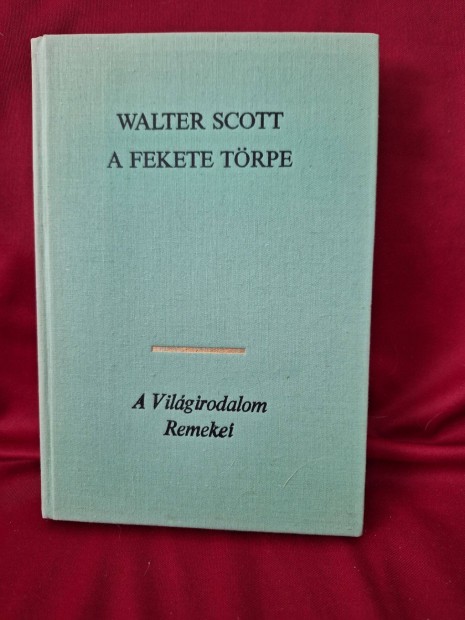 WALTER SCOTT
A FEKETE TÖRPE
A Világirodalom
Remekei